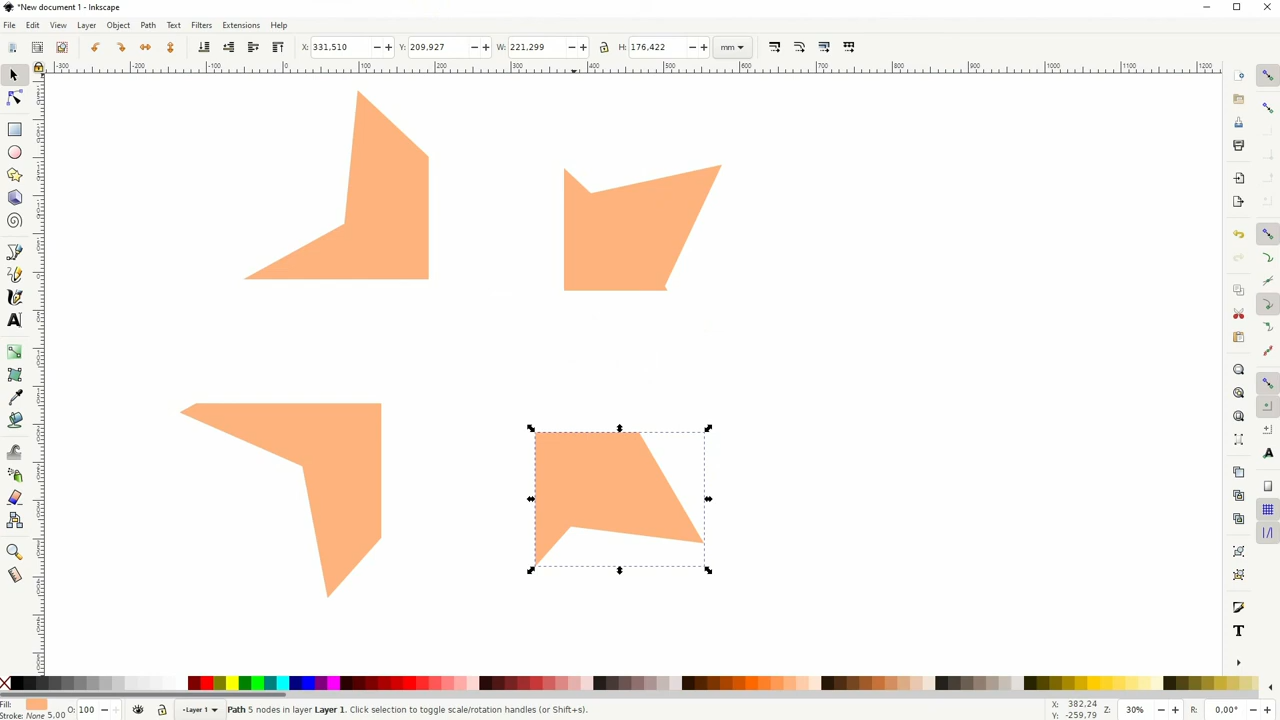 *New document 1 - Inkscape
File Edit View Layer Object Path Text Filters Extensions Help
X: 331,510 Y: 209,927 W: 221,299 H: 176,422 mm
-300 -200 -100 0 100 200 300 400 500 600 700 800 900 1000 1100 1200
Fill: O: 100 -Layer 1 Path 5 nodes in layer Layer 1. Click selection to toggle scale/rotation handles (or Shift+s). X: 382.24 Z: 30% R: 0.00°
Stroke: None 5,00 Y: -259.79